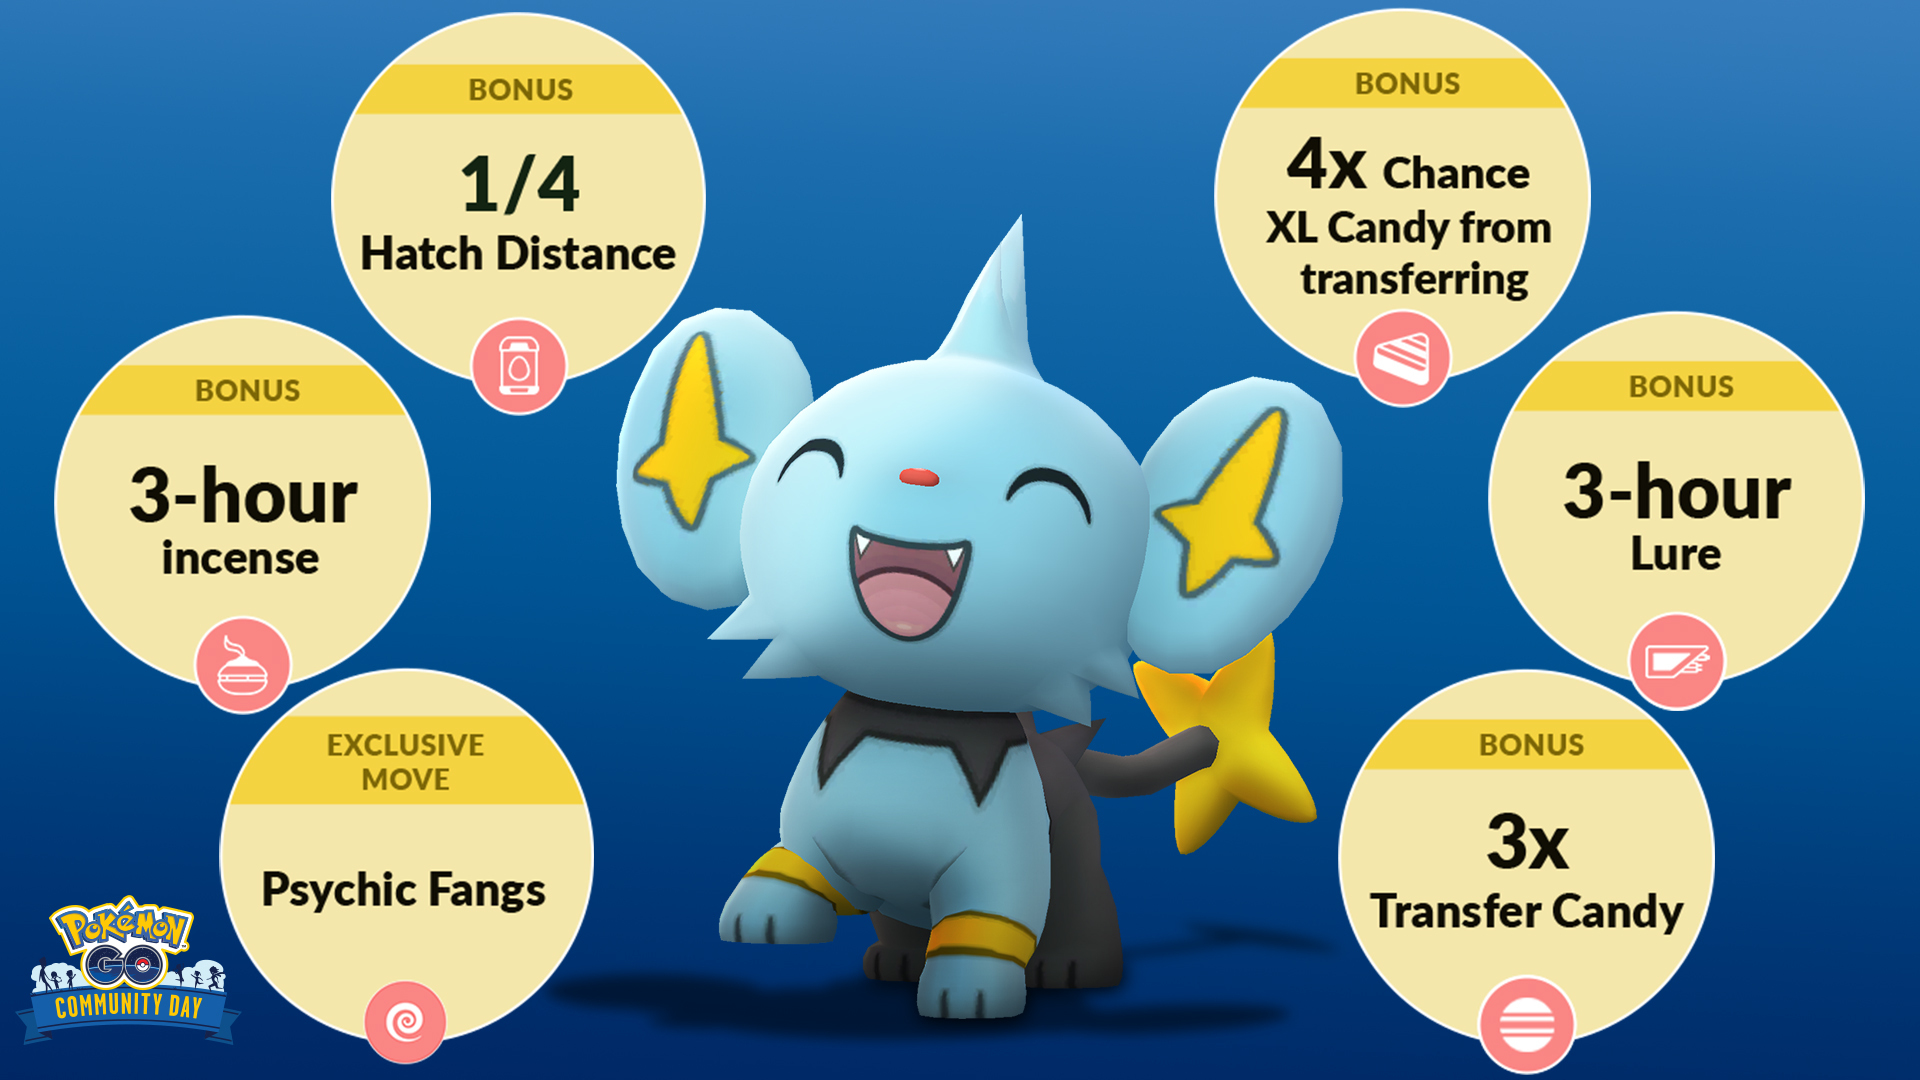 BONUS
1/4
Hatch Distance
BONUS
4x Chance
XL Candy from
transferring
BONUS
3-hour
incense
BONUS
3-hour
Lure
EXCLUSIVE
MOVE
Psychic Fangs
BONUS
3x
Transfer Candy
POKéMON
GO
COMMUNITY DAY